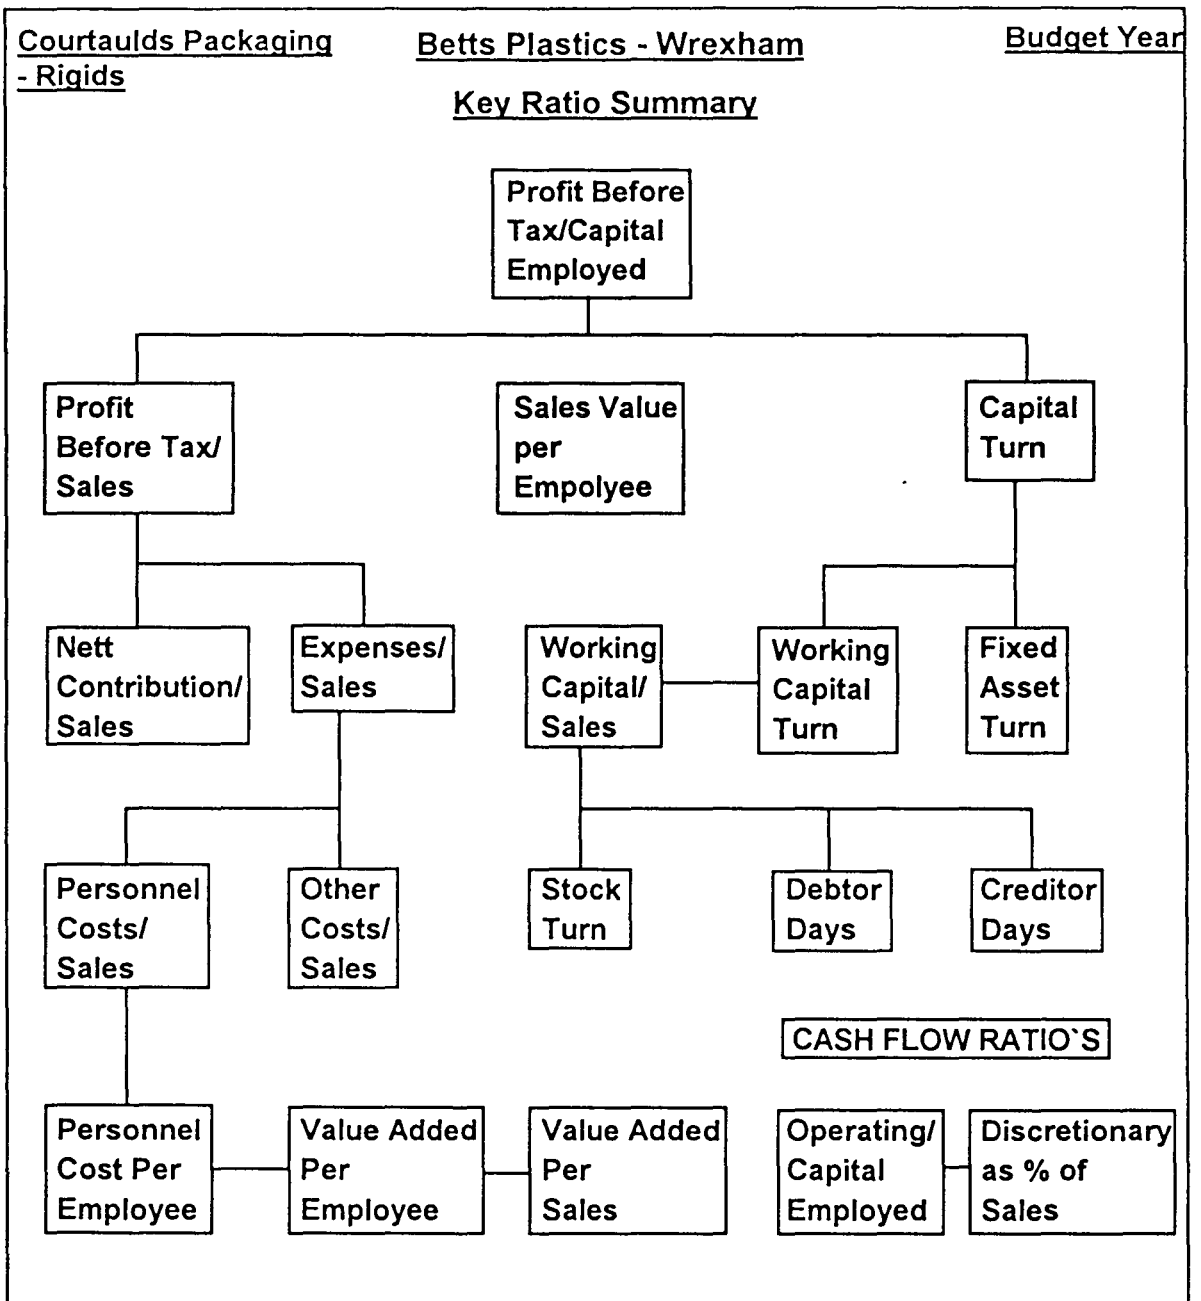 Courtaulds Packaging
- Rigids
Betts Plastics - Wrexham
Budget Year
Key Ratio Summary
Profit Before
Tax/Capital
Employed
Profit
Before Tax/
Sales
Sales Value
per
Empolyee
Capital
Turn
Nett
Contribution/
Sales
Expenses/
Sales
Working
Capital/
Sales
Working
Capital
Turn
Fixed
Asset
Turn
Personnel
Costs/
Sales
Other
Costs/
Sales
Stock
Turn
Debtor
Days
Creditor
Days
CASH FLOW RATIO`S
Personnel
Cost Per
Employee
Value Added
Per
Employee
Value Added
Per
Sales
Operating/
Capital
Employed
Discretionary
as % of
Sales